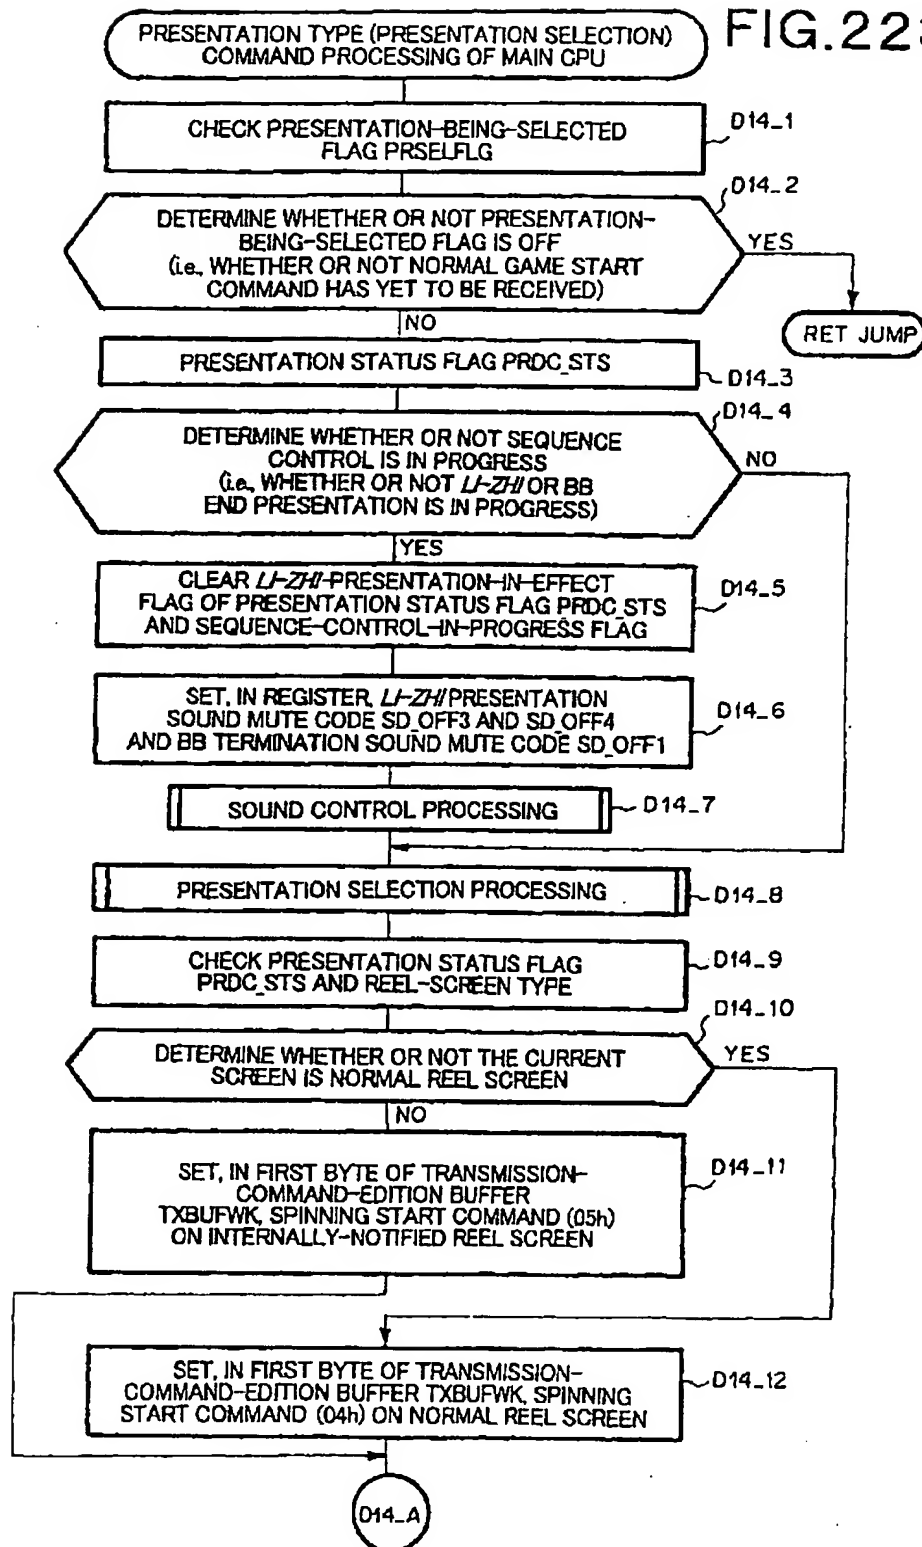 FIG.22
PRESENTATION TYPE (PRESENTATION SELECTION)
COMMAND PROCESSING OF MAIN CPU
CHECK PRESENTATION-BEING-SELECTED
FLAG PRSELFLG
D14_1
D14_2
DETERMINE WHETHER OR NOT PRESENTATION-
BEING-SELECTED FLAG IS OFF
(i.e., WHETHER OR NOT NORMAL GAME START
COMMAND HAS YET TO BE RECEIVED)
YES
NO
RET JUMP
PRESENTATION STATUS FLAG PRDC_STS
D14_3
D14_4
DETERMINE WHETHER OR NOT SEQUENCE
CONTROL IS IN PROGRESS
(i.e., WHETHER OR NOT LI-ZHI OR BB
END PRESENTATION IS IN PROGRESS)
NO
YES
CLEAR LI-ZHI-PRESENTATION-IN-EFFECT
FLAG OF PRESENTATION STATUS FLAG PRDC_STS
AND SEQUENCE-CONTROL-IN-PROGRESS FLAG
D14_5
SET, IN REGISTER, LI-ZHI PRESENTATION
SOUND MUTE CODE SD_OFF3 AND SD_OFF4
AND BB TERMINATION SOUND MUTE CODE SD_OFF1
D14_6
SOUND CONTROL PROCESSING
D14_7
PRESENTATION SELECTION PROCESSING
D14_8
CHECK PRESENTATION STATUS FLAG
PRDC_STS AND REEL-SCREEN TYPE
D14_9
D14_10
DETERMINE WHETHER OR NOT THE CURRENT
SCREEN IS NORMAL REEL SCREEN
YES
NO
SET, IN FIRST BYTE OF TRANSMISSION-
COMMAND-EDITION BUFFER
TXBUFWK, SPINNING START COMMAND (05h)
ON INTERNALLY-NOTIFIED REEL SCREEN
D14_11
SET, IN FIRST BYTE OF TRANSMISSION-
COMMAND-EDITION BUFFER TXBUFWK, SPINNING
START COMMAND (04h) ON NORMAL REEL SCREEN
D14_12
D14_A